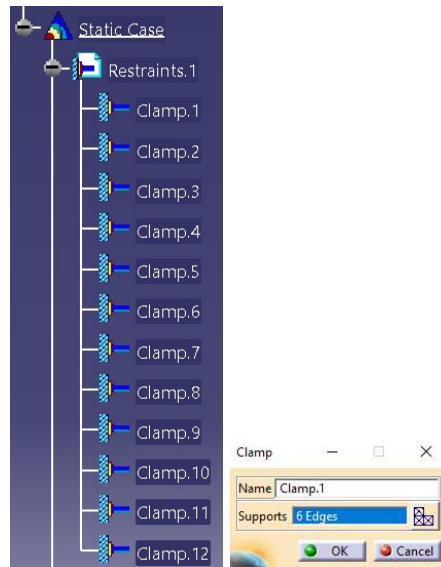 Static Case
Restraints.1
Clamp.1
Clamp.2
Clamp.3
Clamp.4
Clamp.5
Clamp.6
Clamp.7
Clamp.8
Clamp.9
Clamp.10
Clamp.11
Clamp.12
Clamp
Name Clamp.1
Supports 6 Edges
OK Cancel